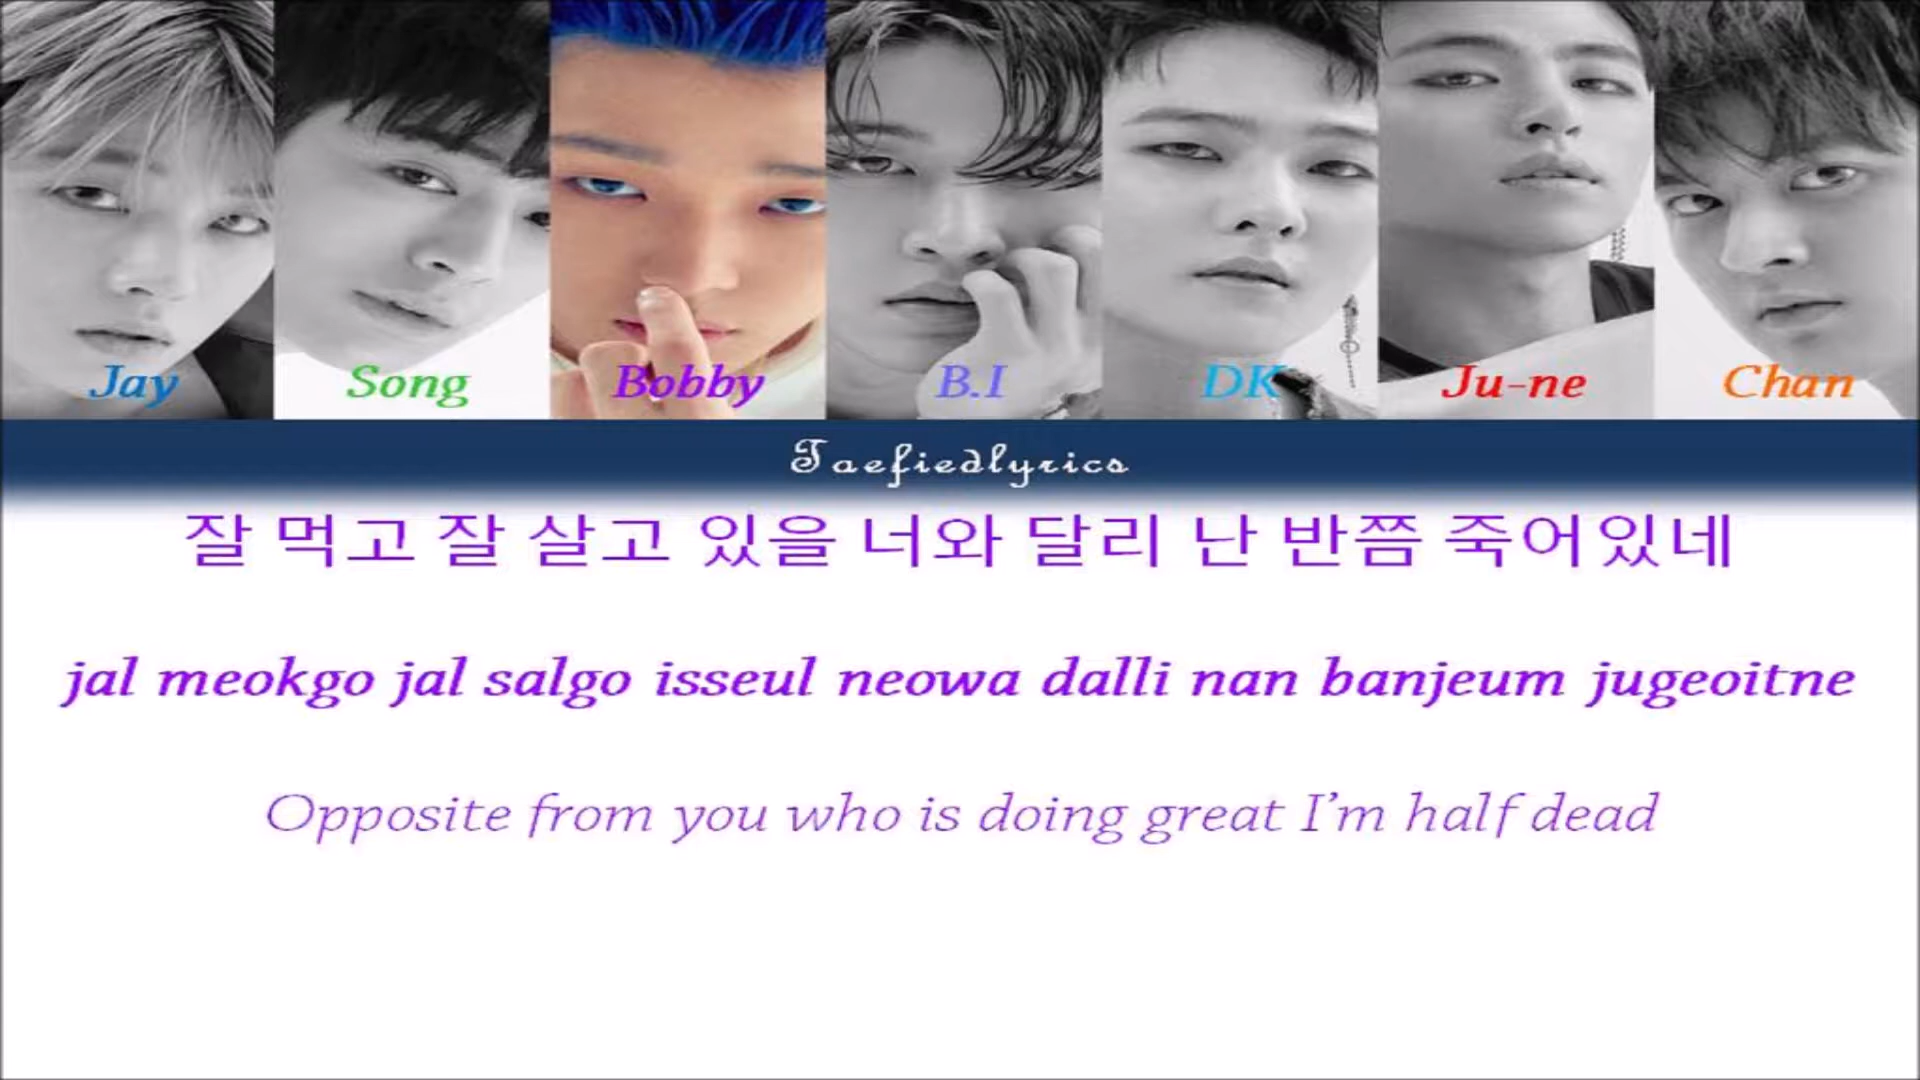 Jay Song Bobby B.I DK Ju-ne Chan
Taefiedlyrics
잘 먹고 잘 살고 있을 너와 달리 난 반쯤 죽어있네
jal meokgo jal salgo isseul neowa dalli nan banjeum jugeoitne
Opposite from you who is doing great I'm half dead